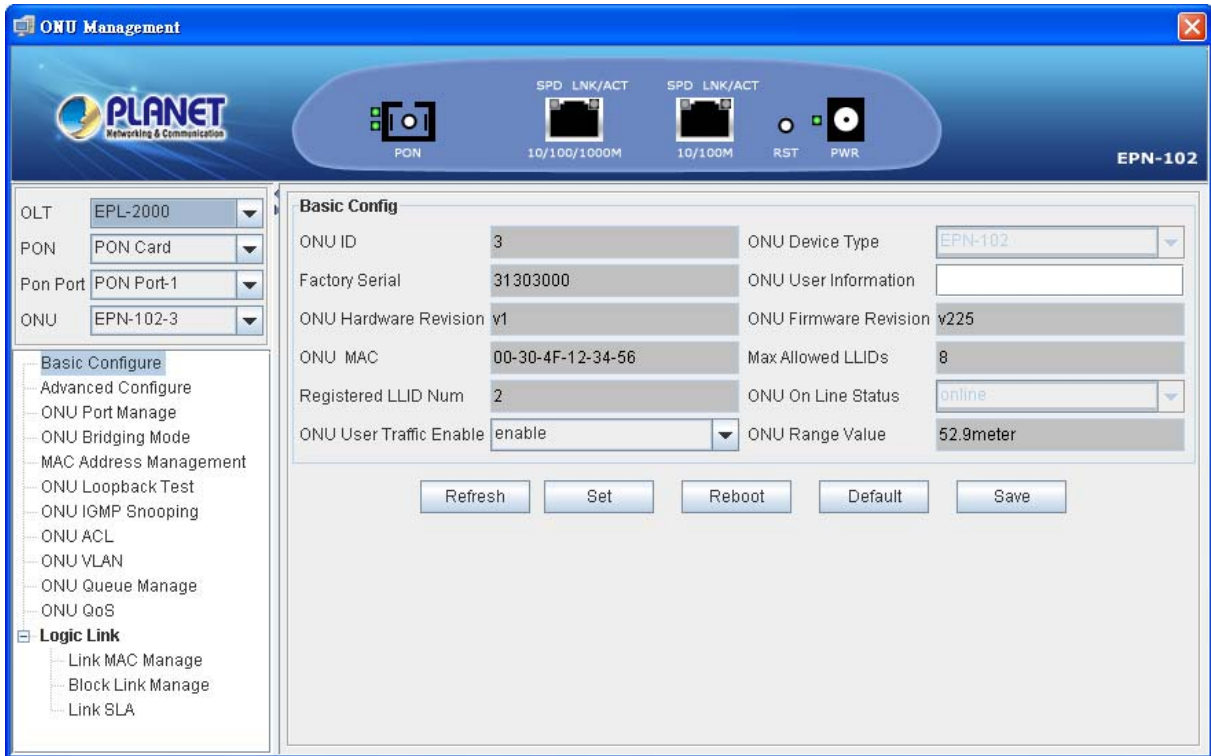 ONU Management
PLANET
Networking & Communication
SPD LNK/ACT SPD LNK/ACT
PON 10/100/1000M 10/100M RST PWR
EPN-102
OLT EPL-2000
PON PON Card
Pon Port PON Port-1
ONU EPN-102-3
Basic Configure
Advanced Configure
ONU Port Manage
ONU Bridging Mode
MAC Address Management
ONU Loopback Test
ONU IGMP Snooping
ONU ACL
ONU VLAN
ONU Queue Manage
ONU QoS
Logic Link
Link MAC Manage
Block Link Manage
Link SLA
Basic Config
ONU ID 3 ONU Device Type EPN-102
Factory Serial 31303000 ONU User Information
ONU Hardware Revision v1 ONU Firmware Revision v225
ONU MAC 00-30-4F-12-34-56 Max Allowed LLIDs 8
Registered LLID Num 2 ONU On Line Status online
ONU User Traffic Enable enable ONU Range Value 52.9meter
Refresh Set Reboot Default Save